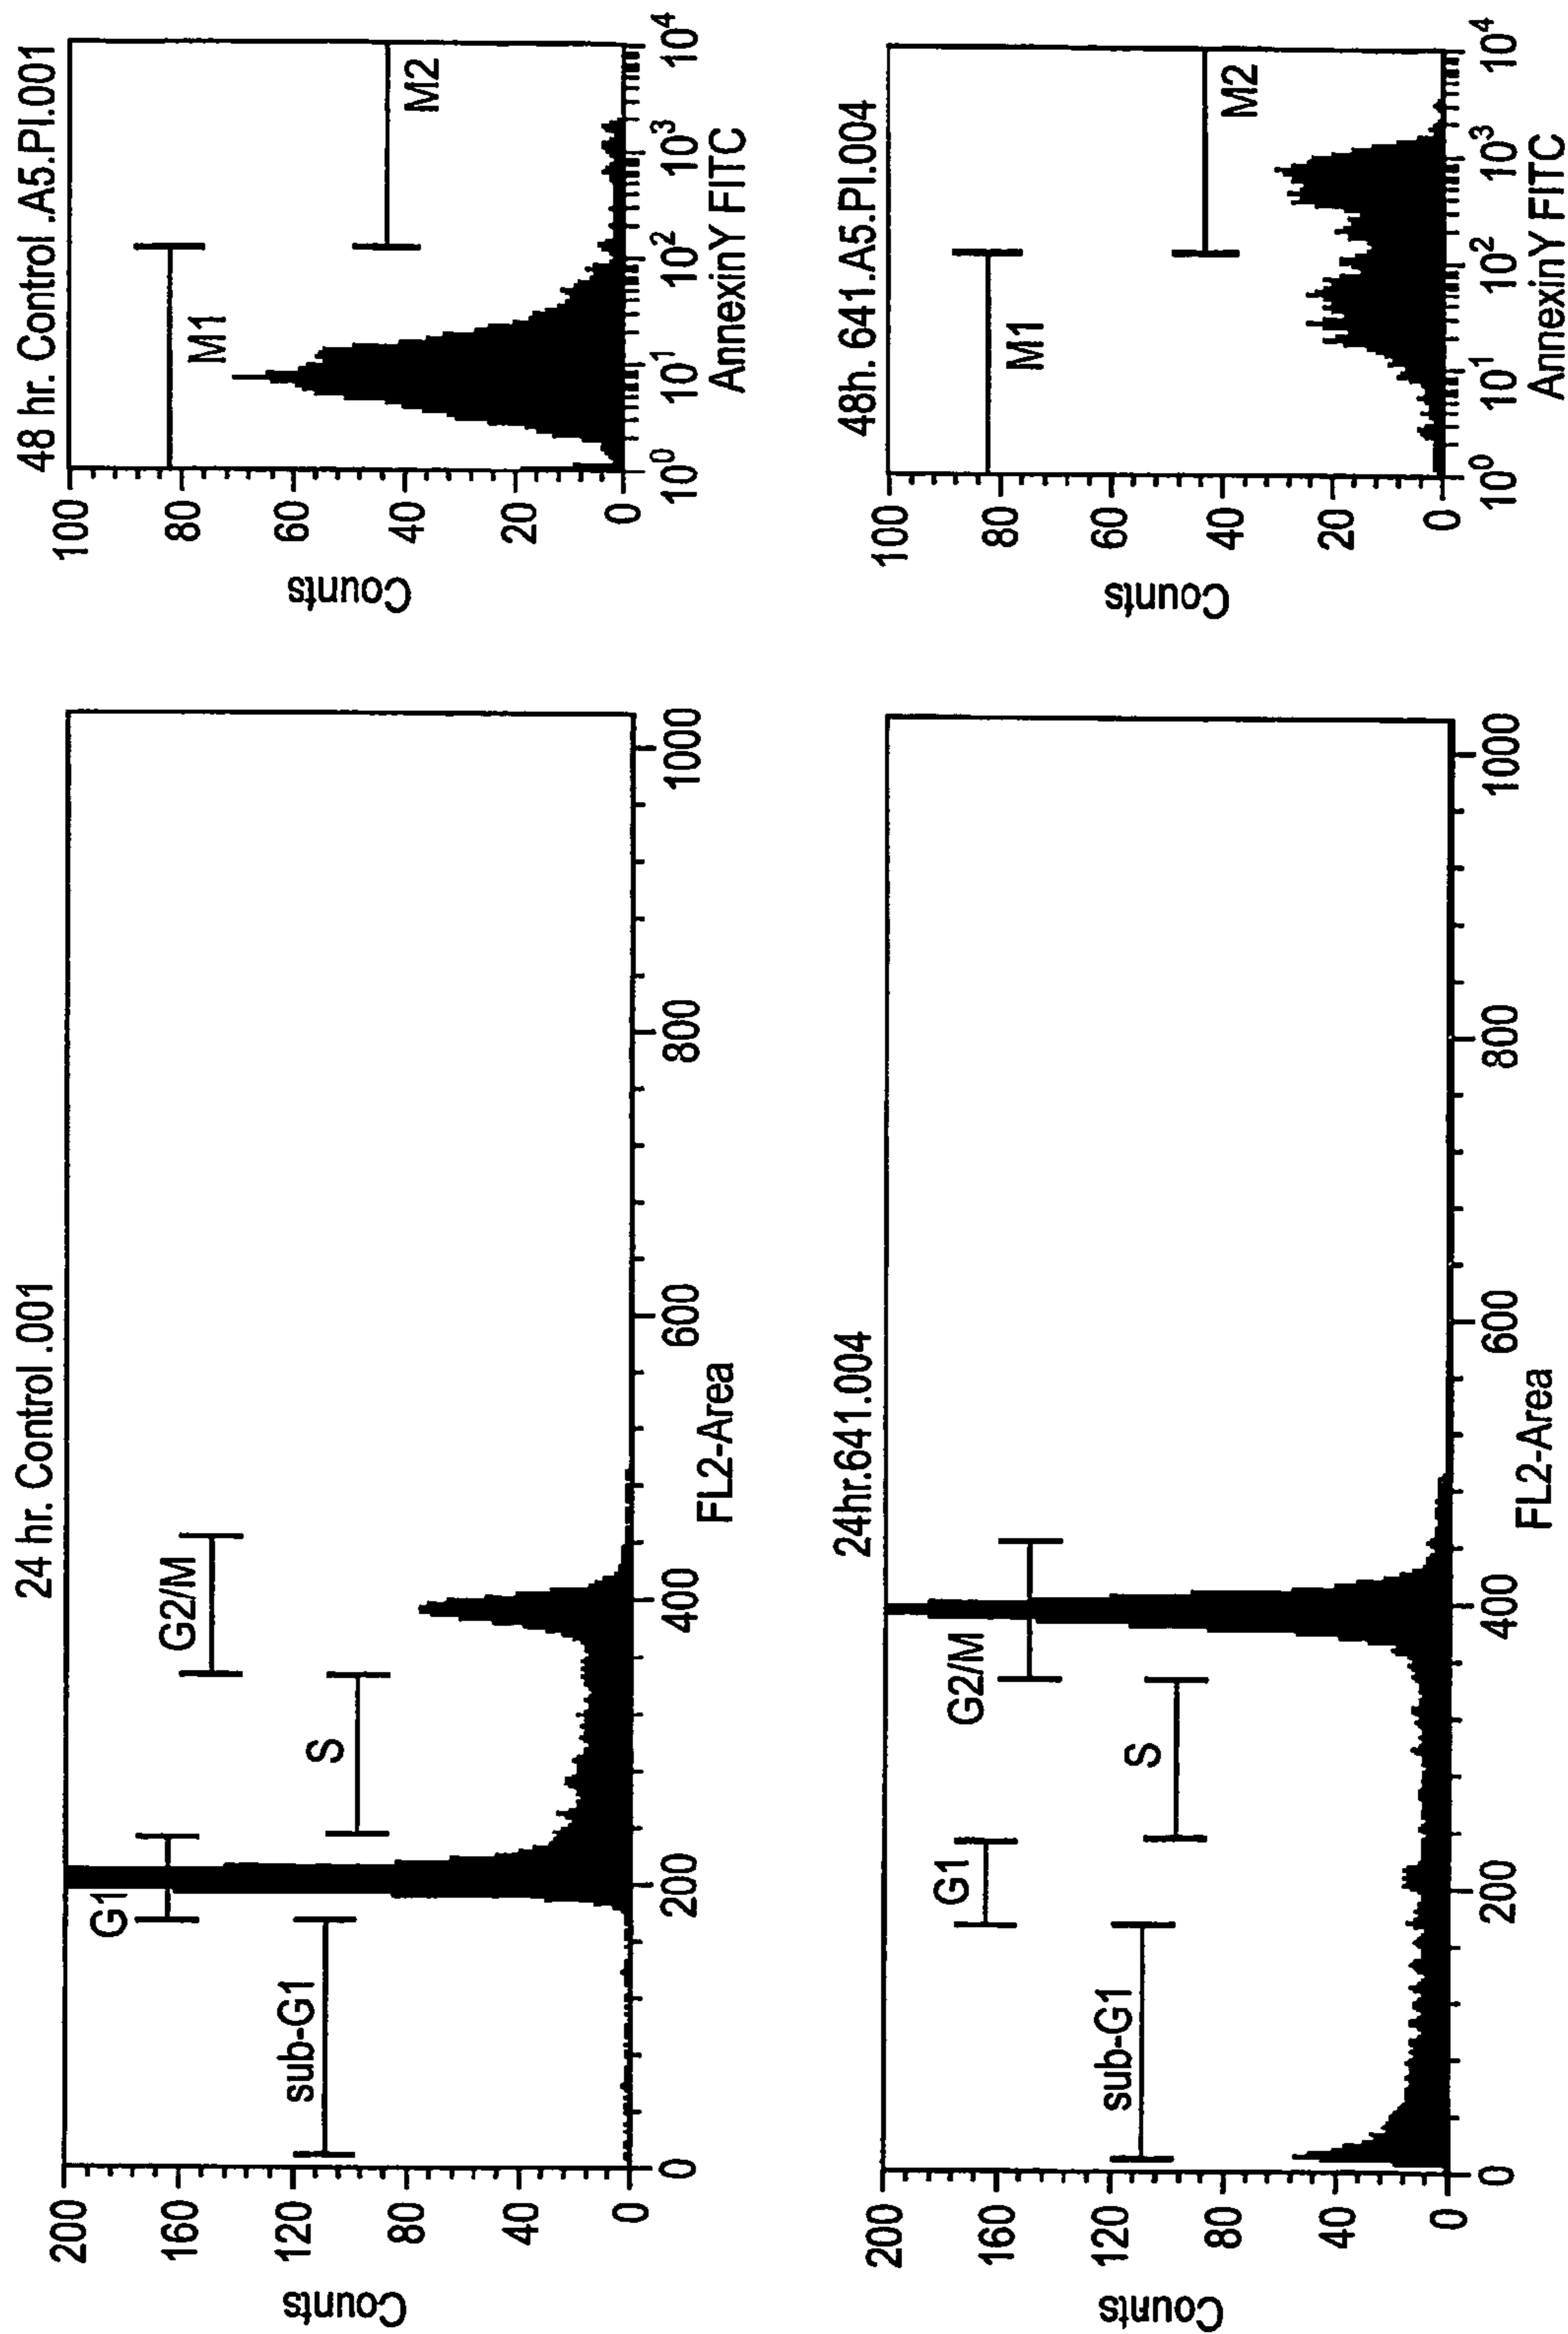 24 hr. Control .001
200
160
120
80
40
0
Counts
G1
sub-G1
S
G2/M
0
200
400
600
800
1000
FL2-Area
48 hr. Control .A5.PI.001
100
80
60
40
20
0
Counts
M1
M2
10^0
10^1
10^2
10^3
10^4
AnnexinY FITC
24hr.641.004
200
160
120
80
40
0
Counts
G1
sub-G1
S
G2/M
0
200
400
600
800
1000
FL2-Area
48h. 641.A5.PI.004
100
80
60
40
20
0
Counts
M1
M2
10^0
10^1
10^2
10^3
10^4
AnnexinY FITC